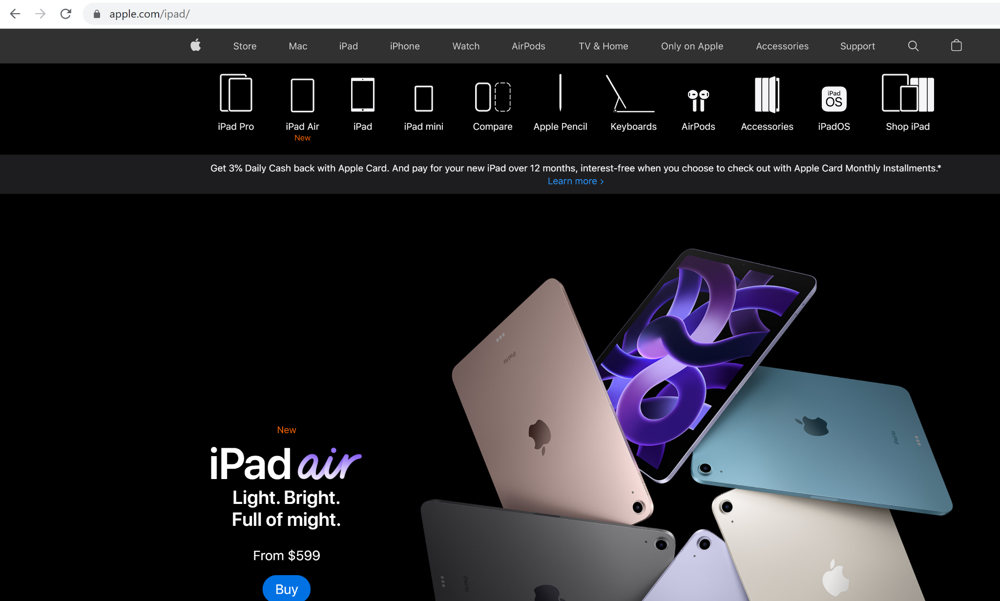 apple.com/ipad/
Store Mac iPad iPhone Watch AirPods TV & Home Only on Apple Accessories Support
iPad
OS
iPad Pro iPad Air iPad iPad mini Compare Apple Pencil Keyboards AirPods Accessories iPadOS Shop iPad
New
Get 3% Daily Cash back with Apple Card. And pay for your new iPad over 12 months, interest-free when you choose to check out with Apple Card Monthly Installments.*
Learn more >
New
iPad air
Light. Bright.
Full of might.
From $599
Buy
iPad Air
iPad Air
iPad Air